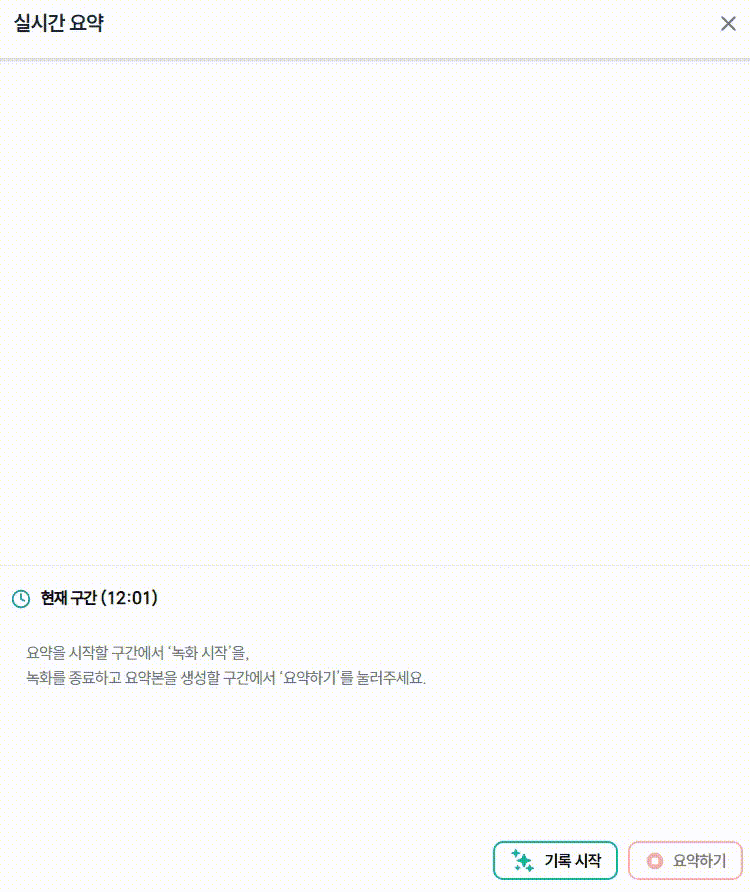 실시간 요약
현재 구간 (12:01)
요약을 시작할 구간에서 ‘녹화 시작’을,
녹화를 종료하고 요약본을 생성할 구간에서 ‘요약하기’를 눌러주세요.
기록 시작
요약하기